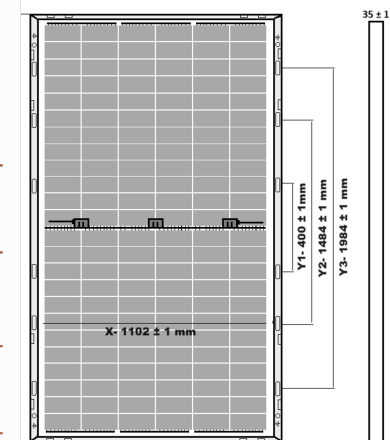 35 ± 1
Y1- 400 ± 1mm
Y2- 1484 ± 1 mm
Y3- 1984 ± 1 mm
X- 1102 ± 1 mm